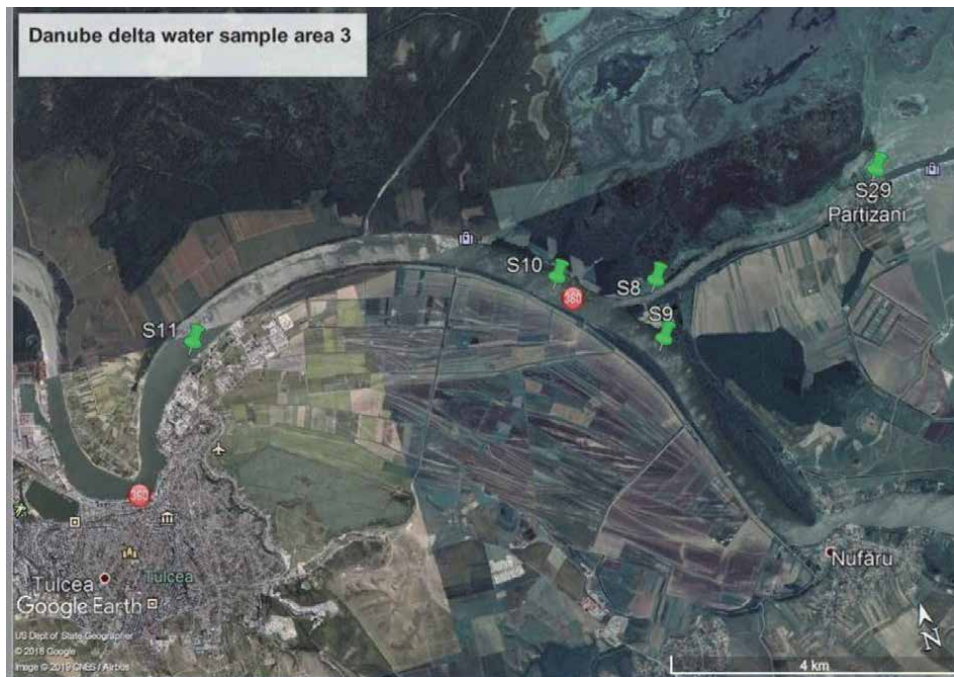 Danube delta water sample area 3
S29
Partizani
S10
S8
360
S9
S11
360
Nufăru
Tulcea
Tulcea
Google Earth
US Dept of State Geographer
© 2018 Google
Image © 2019 CNES / Airbus
N
4 km